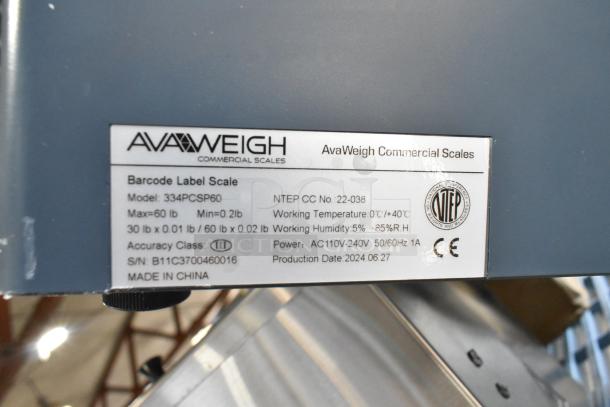 AVAWEIGH
COMMERCIAL SCALES
AvaWeigh Commercial Scales
Barcode Label Scale
Model: 334PCSP60
NTEP CC No. 22-038
Max=60 lb Min=0.2lb
Working Temperature:0℃/+40℃
30 lb x 0.01 lb / 60 lb x 0.02 lb
Working Humidity:5% ~85%R.H
Accuracy Class: III
Power: AC110V-240V 50/60Hz 1A
S/N: B11C3700460016
Production Date:2024.06.27
MADE IN CHINA
NTEP
CE